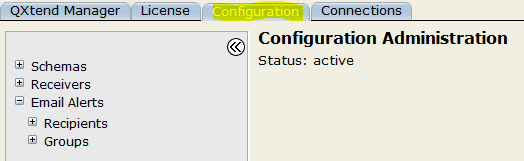 QXtend Manager License Configuration Connections
Configuration Administration
Status: active
Schemas
Receivers
Email Alerts
Recipients
Groups